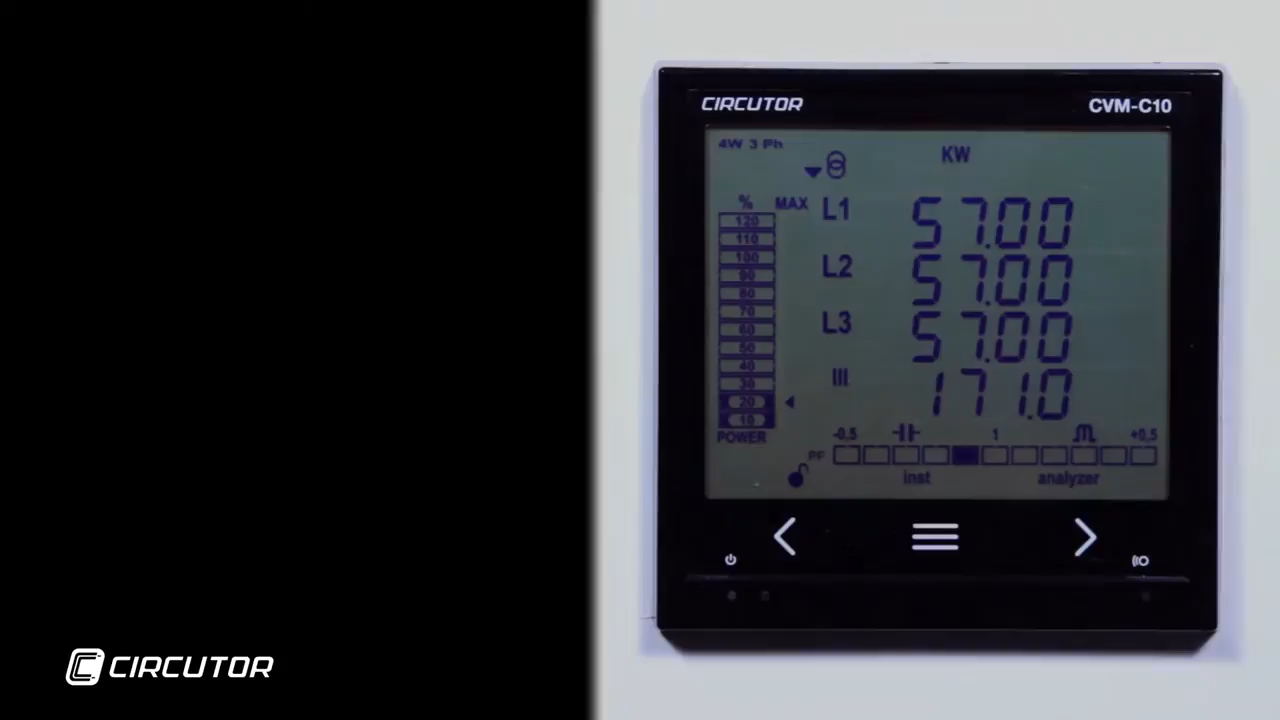 CIRCUTOR
CVM-C10
4W 3 Ph
KW
% MAX
L1 57.00
L2 57.00
L3 57.00
III 171.0
120
110
100
90
80
70
60
50
40
30
20
10
POWER
-0,5 1 +0,5
PF
inst analyzer
CIRCUTOR